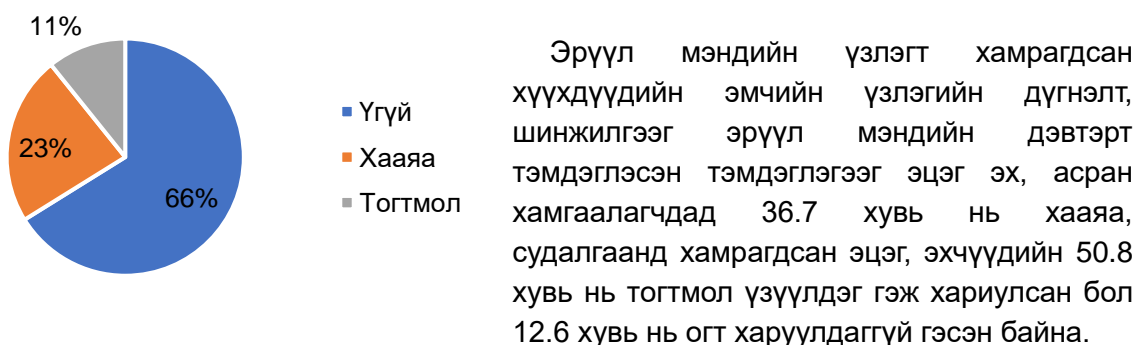 11%
23%
66%
Үгүй
Хааяа
Тогтмол
Эрүүл мэндийн үзлэгт хамрагдсан
хүүхдүүдийн эмчийн үзлэгийн дүгнэлт,
шинжилгээг эрүүл мэндийн дэвтэрт
тэмдэглэсэн тэмдэглэгээг эцэг эх, асран
хамгаалагчдад 36.7 хувь нь хааяа,
судалгаанд хамрагдсан эцэг, эхчүүдийн 50.8
хувь нь тогтмол үзүүлдэг гэж хариулсан бол
12.6 хувь нь огт харуулдаггүй гэсэн байна.